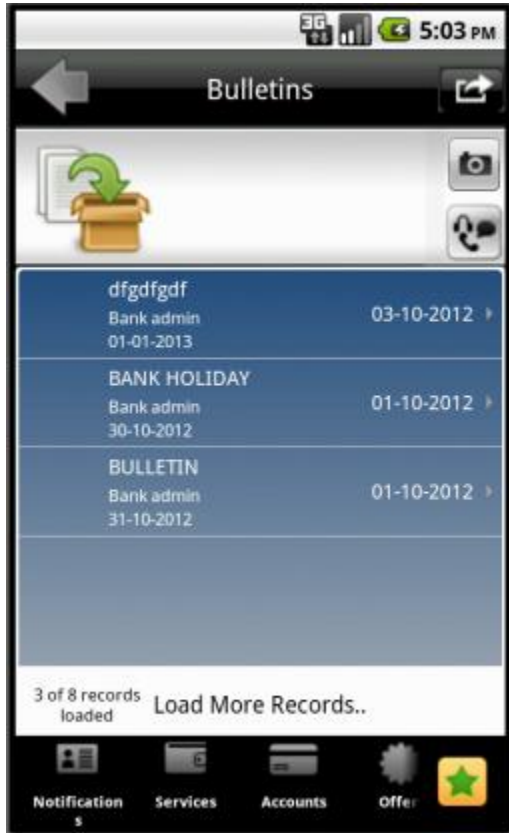 3G 5:03 PM
Bulletins
dfgdfgdf
Bank admin
01-01-2013
03-10-2012
BANK HOLIDAY
Bank admin
30-10-2012
01-10-2012
BULLETIN
Bank admin
31-10-2012
01-10-2012
3 of 8 records
loaded
Load More Records..
Notification
s
Services
Accounts
Offer